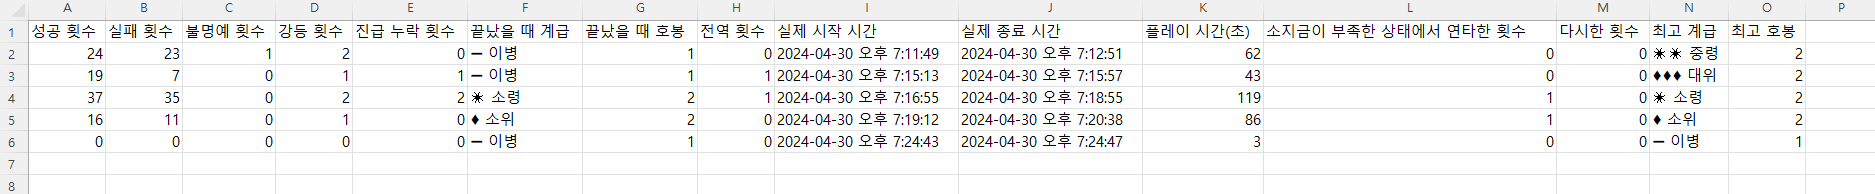 A B C D E F G H I J K L M N O P
1 성공 횟수 실패 횟수 불명예 횟수 강등 횟수 진급 누락 횟수 끝났을 때 계급 끝났을 때 호봉 전역 횟수 실제 시작 시간 실제 종료 시간 플레이 시간(초) 소지금이 부족한 상태에서 연타한 횟수 다시한 횟수 최고 계급 최고 호봉
2 24 23 1 2 0 ━ 이병 1 0 2024-04-30 오후 7:11:49 2024-04-30 오후 7:12:51 62 0 0 ✷✷ 중령 2
3 19 7 0 1 1 ━ 이병 1 1 2024-04-30 오후 7:15:13 2024-04-30 오후 7:15:57 43 0 0 ♦♦♦ 대위 2
4 37 35 0 2 2 ✷ 소령 2 1 2024-04-30 오후 7:16:55 2024-04-30 오후 7:18:55 119 1 0 ✷ 소령 2
5 16 11 0 1 0 ♦ 소위 2 0 2024-04-30 오후 7:19:12 2024-04-30 오후 7:20:38 86 1 0 ♦ 소위 2
6 0 0 0 0 0 ━ 이병 1 0 2024-04-30 오후 7:24:43 2024-04-30 오후 7:24:47 3 0 0 ━ 이병 1
7
8